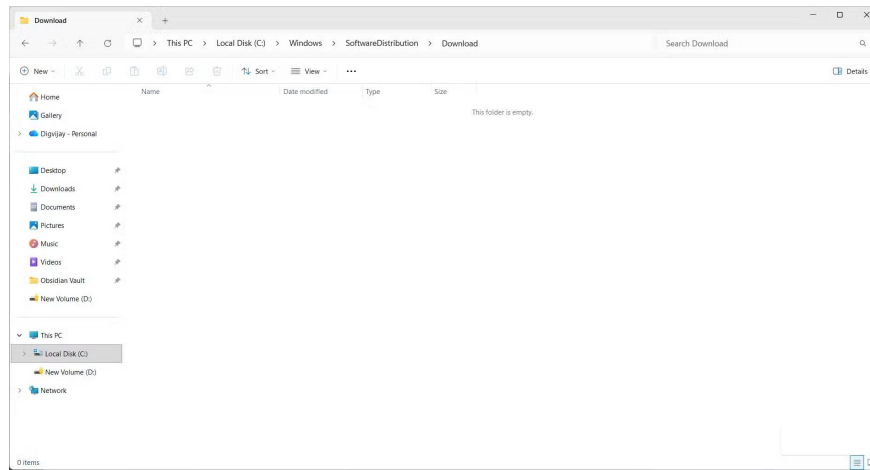 Download
This PC > Local Disk (C:) > Windows > SoftwareDistribution > Download
Search Download
New
Sort
View
Details
Name
Date modified
Type
Size
This folder is empty.
Home
Gallery
Digvijay - Personal
Desktop
Downloads
Documents
Pictures
Music
Videos
Obsidian Vault
New Volume (D:)
This PC
Local Disk (C:)
New Volume (D:)
Network
0 items